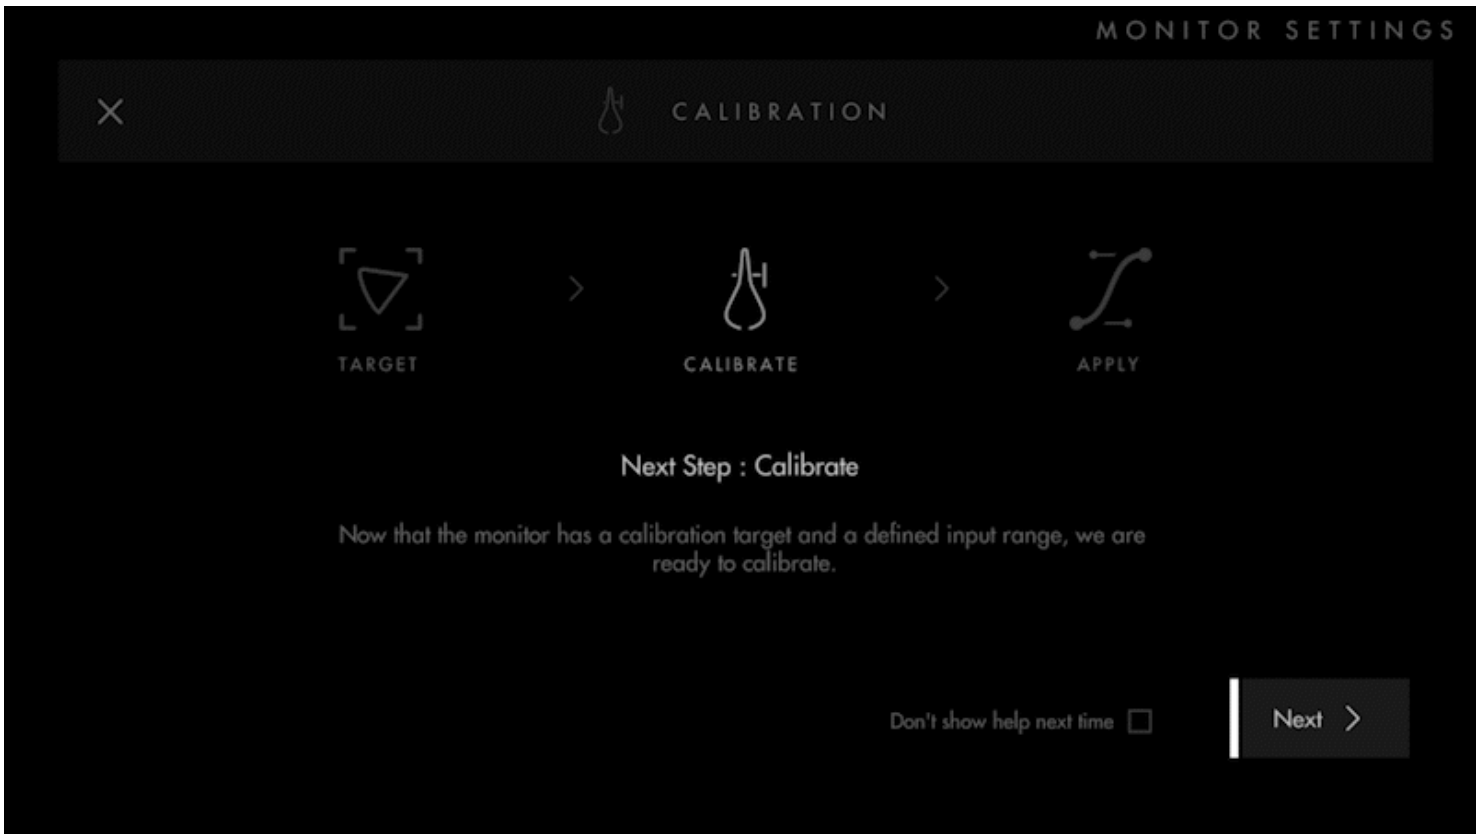 MONITOR SETTINGS
CALIBRATION
TARGET
CALIBRATE
APPLY
Next Step : Calibrate
Now that the monitor has a calibration target and a defined input range, we are
ready to calibrate.
Don't show help next time
Next